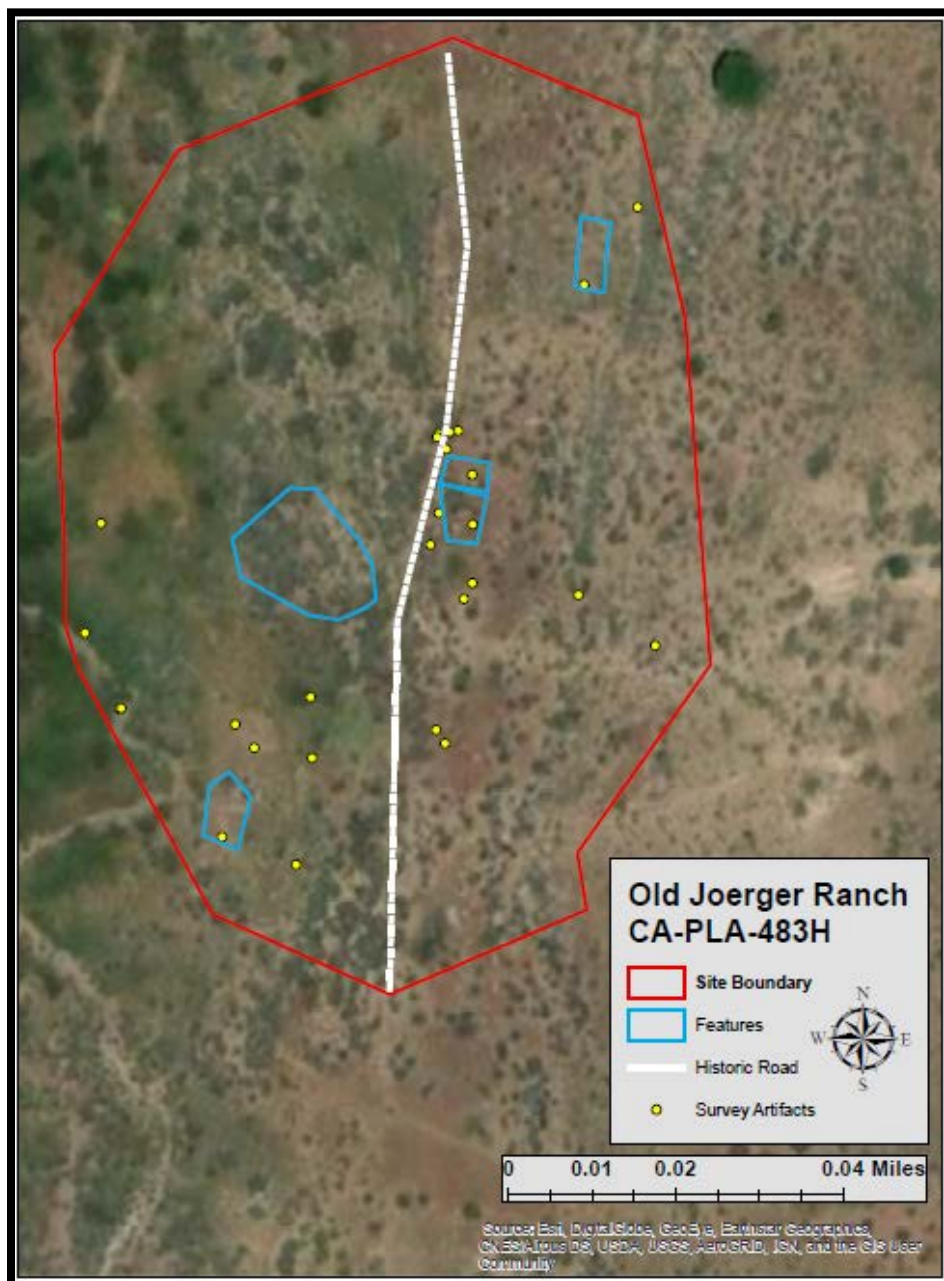 Old Joerger Ranch
CA-PLA-483H
Site Boundary
Features
Historic Road
Survey Artifacts
N
W E
S
0 0.01 0.02 0.04 Miles
Source: Esri, DigitalGlobe, GeoEye, Earthstar Geographics,
CNES/Airbus DS, USDA, USGS, AeroGRID, IGN, and the GIS User
Community